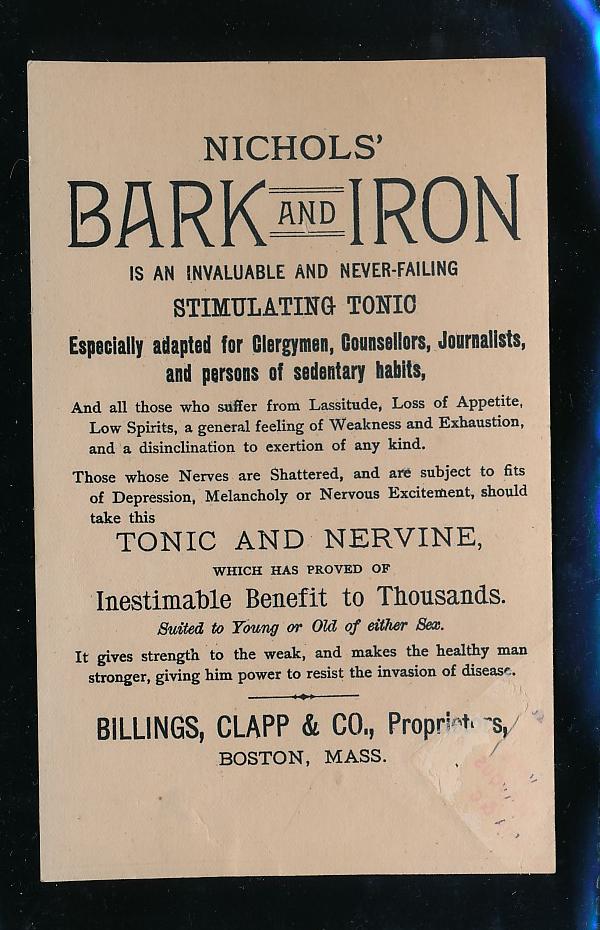 NICHOLS'
BARK AND IRON
IS AN INVALUABLE AND NEVER-FAILING
STIMULATING TONIC
Especially adapted for Clergymen, Counsellors, Journalists,
and persons of sedentary habits,
And all those who suffer from Lassitude, Loss of Appetite,
Low Spirits, a general feeling of Weakness and Exhaustion,
and a disinclination to exertion of any kind.
Those whose Nerves are Shattered, and are subject to fits
of Depression, Melancholy or Nervous Excitement, should
take this
TONIC AND NERVINE,
WHICH HAS PROVED OF
Inestimable Benefit to Thousands.
Suited to Young or Old of either Sex.
It gives strength to the weak, and makes the healthy man
stronger, giving him power to resist the invasion of disease.
BILLINGS, CLAPP & CO., Proprietors,
BOSTON, MASS.